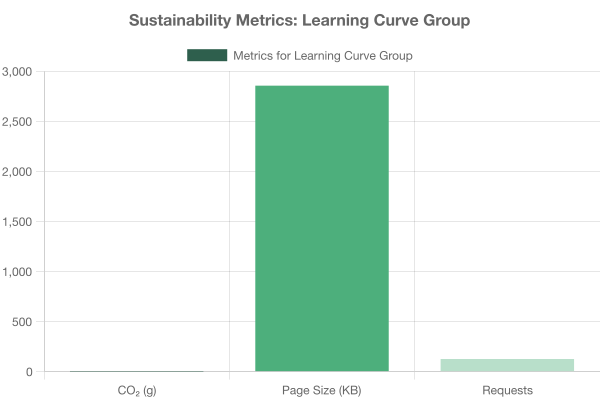 Sustainability Metrics: Learning Curve Group
Metrics for Learning Curve Group
3,000
2,500
2,000
1,500
1,000
500
0
CO₂ (g)
Page Size (KB)
Requests